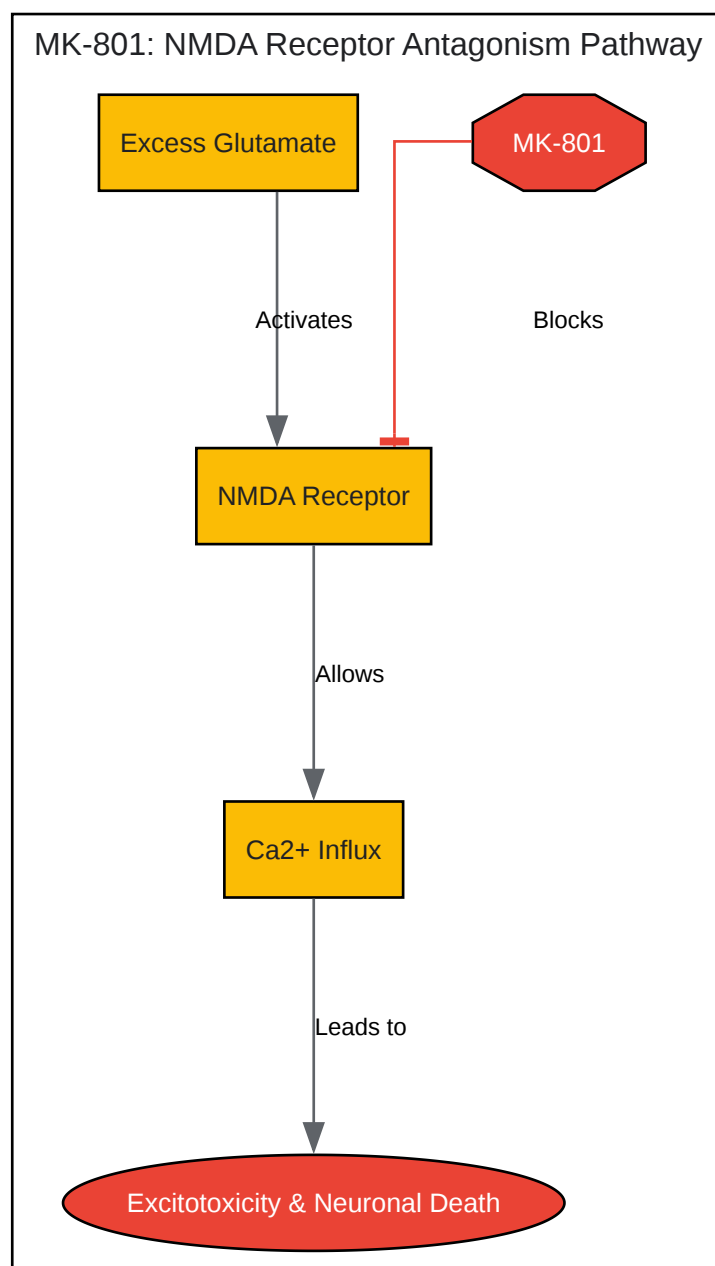 MK-801: NMDA Receptor Antagonism Pathway
Excess Glutamate
MK-801
Activates
Blocks
NMDA Receptor
Allows
Ca2+ Influx
Leads to
Excitotoxicity & Neuronal Death